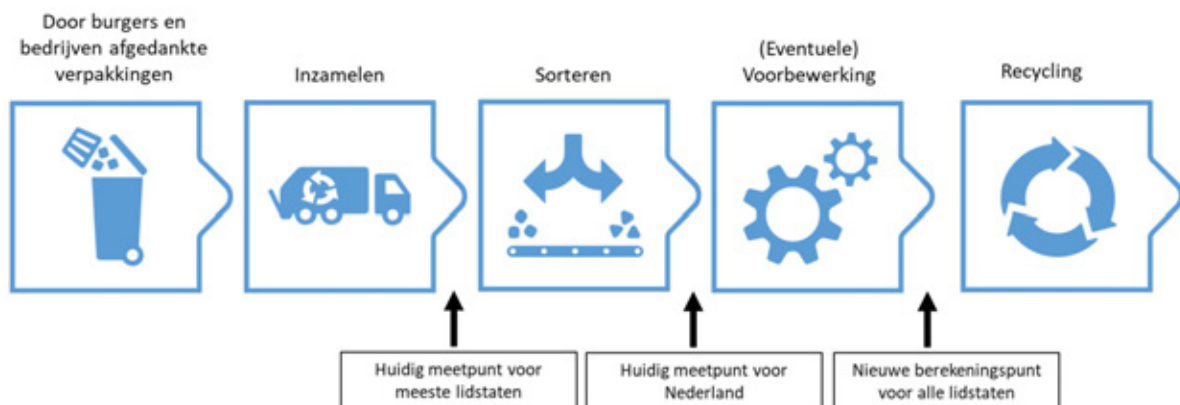 Door burgers en
bedrijven afgedankte
verpakkingen
Inzamelen
Sorteren
(Eventuele)
Voorbewerking
Recycling
Huidig meetpunt voor
meeste lidstaten
Huidig meetpunt voor
Nederland
Nieuwe berekeningspunt
voor alle lidstaten